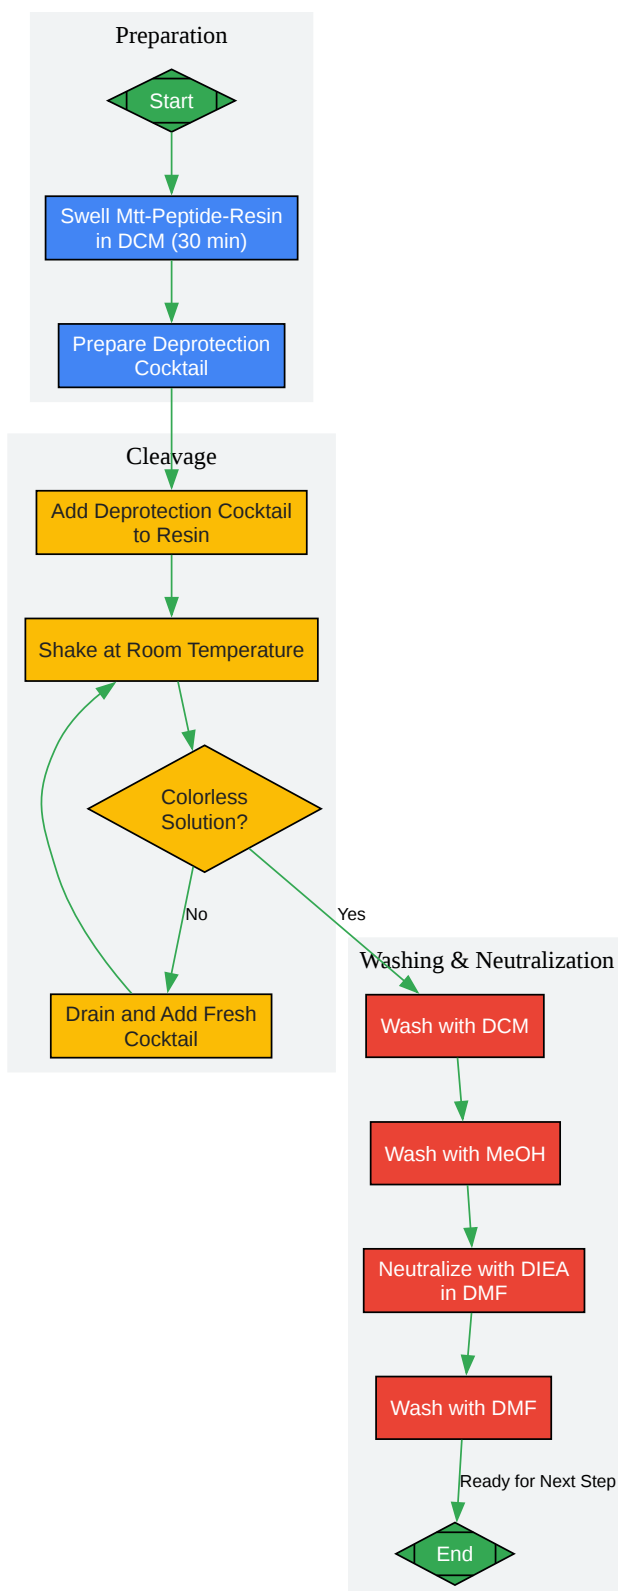 Preparation
Start
Swell Mtt-Peptide-Resin
in DCM (30 min)
Prepare Deprotection
Cocktail
Cleavage
Add Deprotection Cocktail
to Resin
Shake at Room Temperature
Colorless
Solution?
No
Yes
Drain and Add Fresh
Cocktail
Washing & Neutralization
Wash with DCM
Wash with MeOH
Neutralize with DIEA
in DMF
Wash with DMF
Ready for Next Step
End